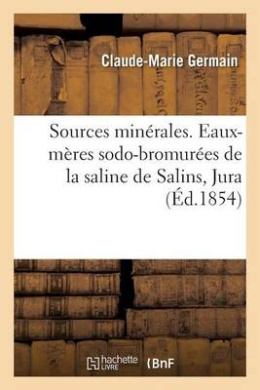 Claude-Marie Germain
Sources minérales. Eaux-
mères sodo-bromurées de la
saline de Salins, Jura
(Éd.1854)
hachette
LIVRE
{BnF